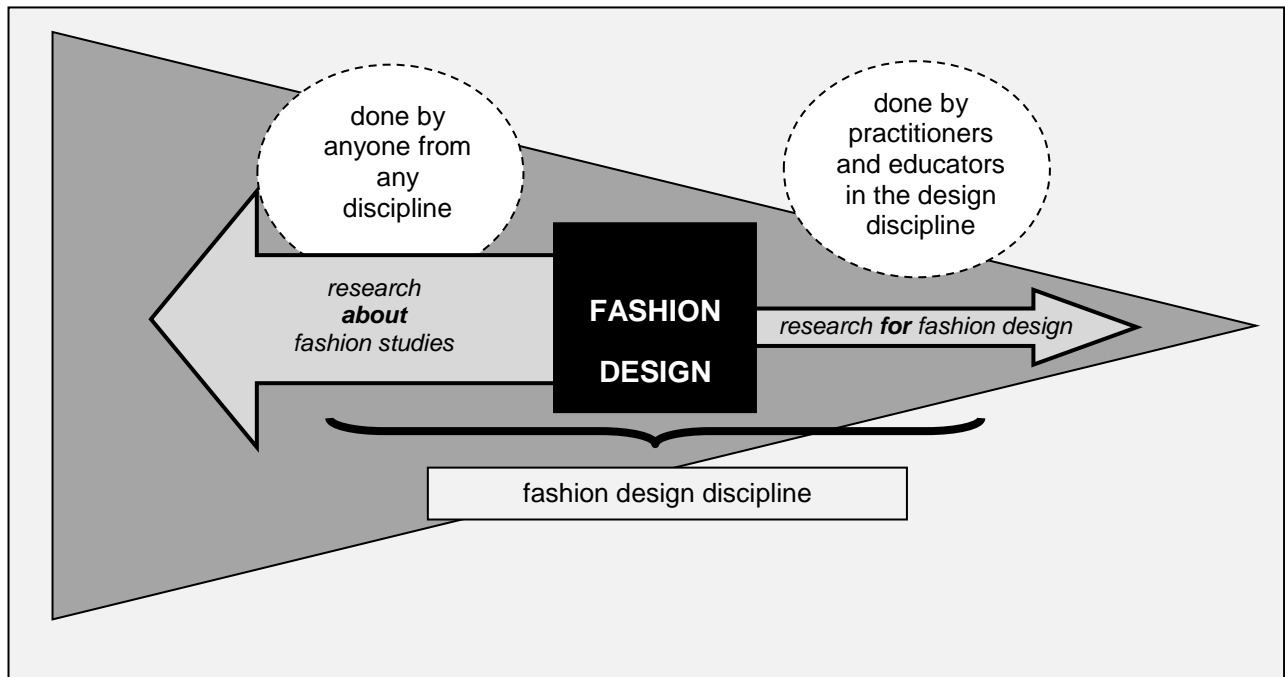 done by
anyone from
any
discipline
done by
practitioners
and educators
in the design
discipline
research
about
fashion studies
FASHION
DESIGN
research for fashion design
fashion design discipline